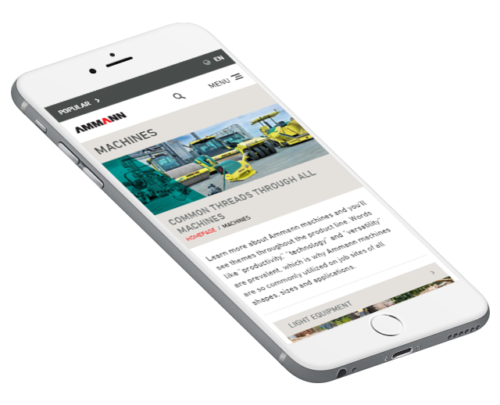 EN
POPULAR >
MENU
AMMANN
MACHINES
COMMON THREADS THROUGH ALL
MACHINES
HOMEPAGE / MACHINES
Learn more about Ammann machines and you'll
see themes throughout the product line. Words
like "productivity," "technology" and "versatility"
are prevalent, which is why Ammann machines
are so commonly utilized on job sites of all
shapes, sizes and applications.
LIGHT EQUIPMENT >